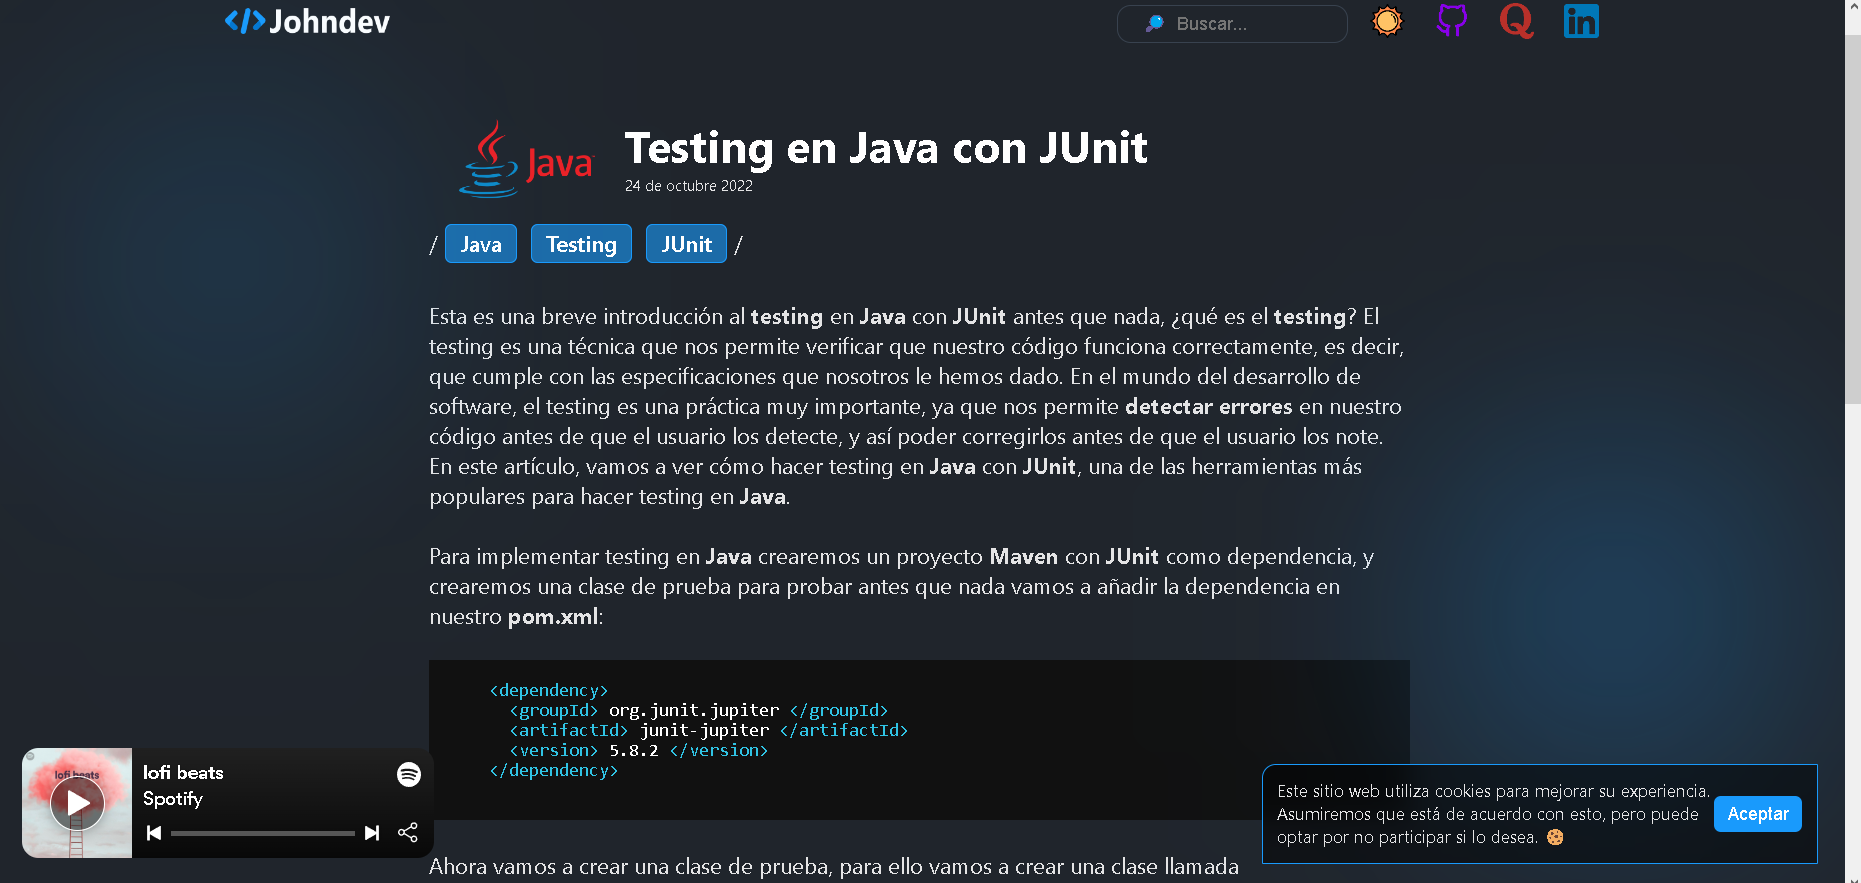 </>Johndev
Buscar...
Java
Testing en Java con JUnit
24 de octubre 2022
/ Java Testing JUnit /
Esta es una breve introducción al testing en Java con JUnit antes que nada, ¿qué es el testing? El
testing es una técnica que nos permite verificar que nuestro código funciona correctamente, es decir,
que cumple con las especificaciones que nosotros le hemos dado. En el mundo del desarrollo de
software, el testing es una práctica muy importante, ya que nos permite detectar errores en nuestro
código antes de que el usuario los detecte, y así poder corregirlos antes de que el usuario los note.
En este artículo, vamos a ver cómo hacer testing en Java con JUnit, una de las herramientas más
populares para hacer testing en Java.
Para implementar testing en Java crearemos un proyecto Maven con JUnit como dependencia, y
crearemos una clase de prueba para probar antes que nada vamos a añadir la dependencia en
nuestro pom.xml:
<dependency>
<groupId> org.junit.jupiter </groupId>
<artifactId> junit-jupiter </artifactId>
<version> 5.8.2 </version>
</dependency>
Ahora vamos a crear una clase de prueba, para ello vamos a crear una clase llamada
lofi beats
lofi beats
Spotify
Este sitio web utiliza cookies para mejorar su experiencia.
Asumiremos que está de acuerdo con esto, pero puede
optar por no participar si lo desea.
Aceptar